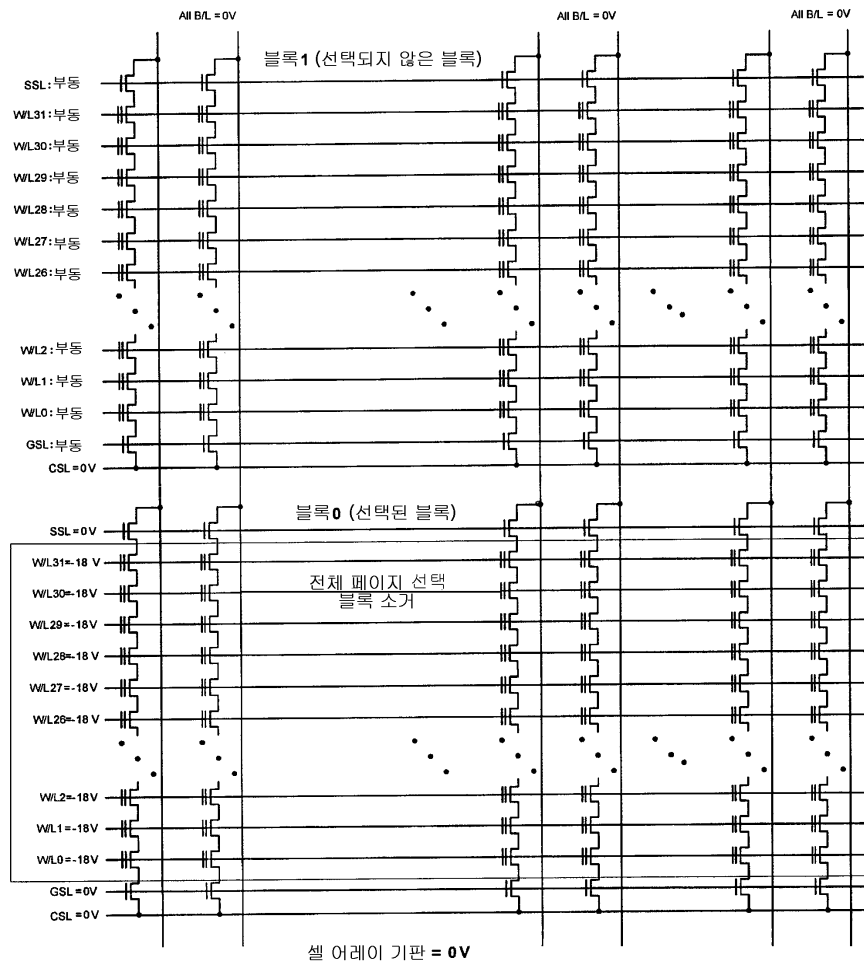 All B/L = 0V All B/L = 0V All B/L = 0V
블록1 (선택되지 않은 블록)
SSL: 부동
W/L31: 부동
W/L30: 부동
W/L29: 부동
W/L28: 부동
W/L27: 부동
W/L26: 부동
W/L2: 부동
W/L1: 부동
W/L0: 부동
GSL: 부동
CSL = 0V
블록0 (선택된 블록)
SSL = 0V
W/L31=-18 V
전체 페이지 선택
W/L30=-18V
블록 소거
W/L29=-18V
W/L28=-18 V
W/L27=-18V
W/L26=-18 V
W/L2=-18V
W/L1=-18V
W/L0=-18V
GSL=0V
CSL =0V
셀 어레이 기판 = 0V